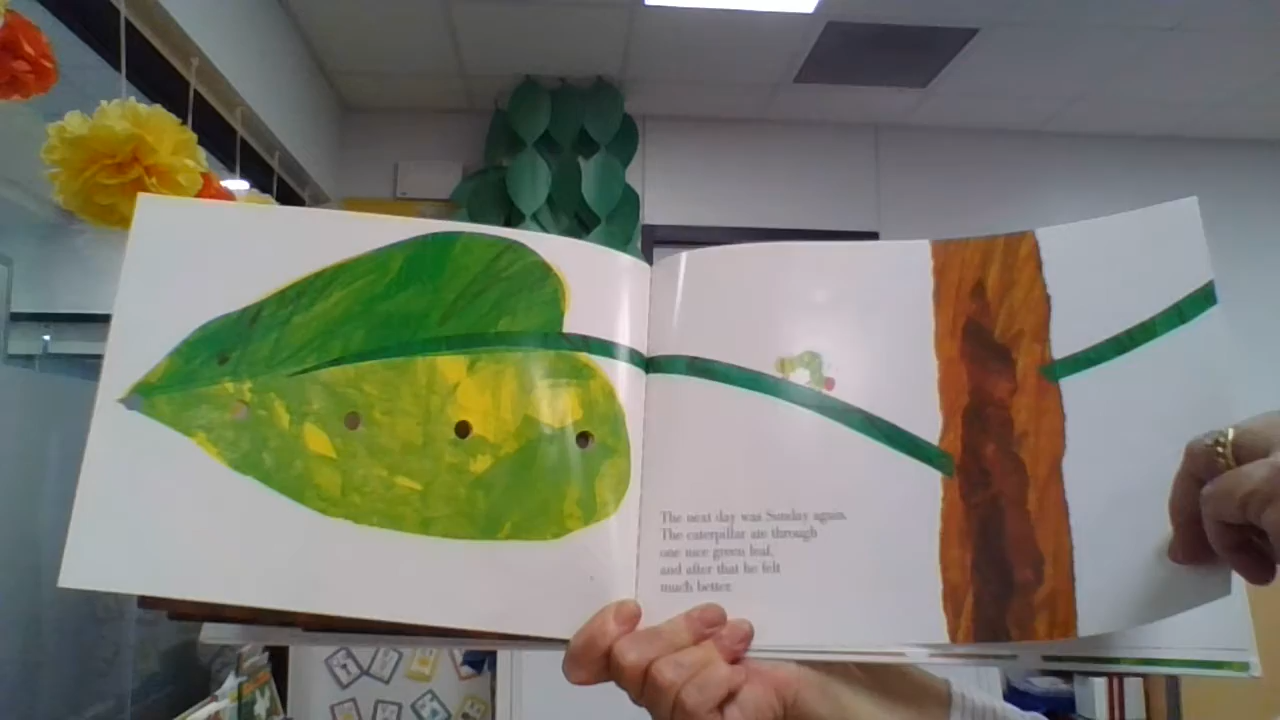 The next day was Sunday again.
The caterpillar ate through
one nice green leaf,
and after that he felt
much better.